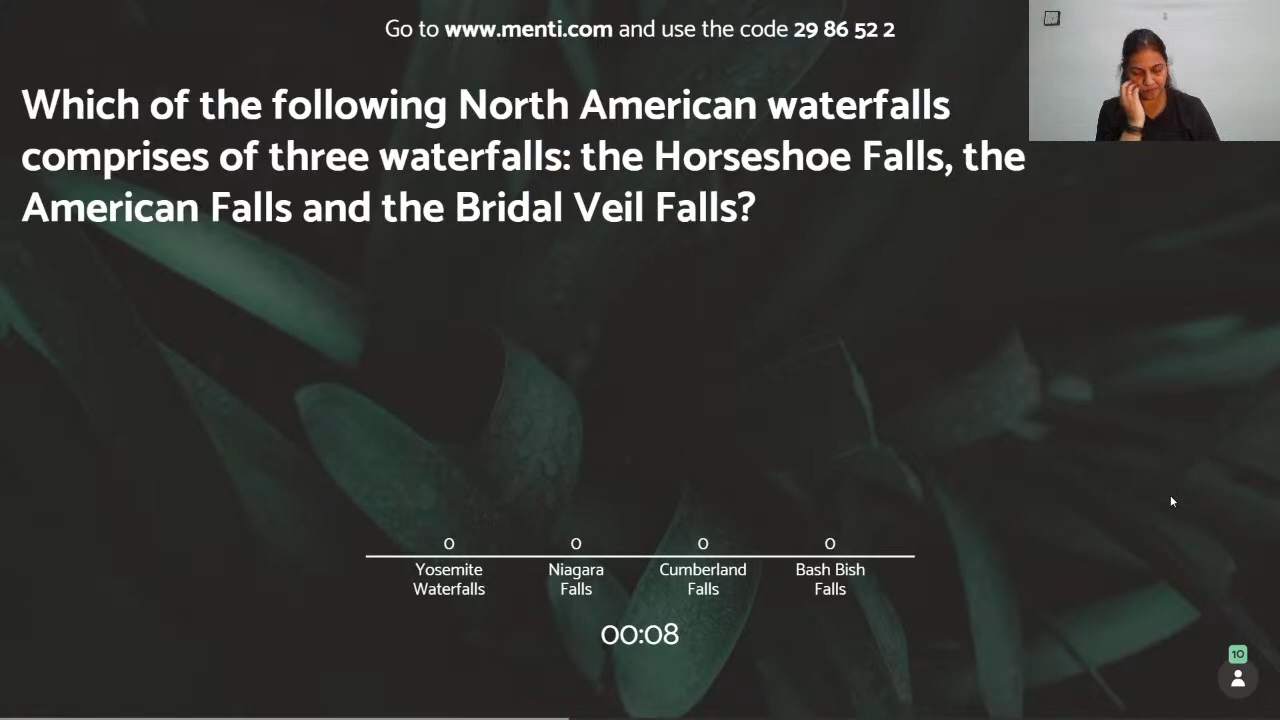 Go to www.menti.com and use the code 29 86 52 2
Which of the following North American waterfalls
comprises of three waterfalls: the Horseshoe Falls, the
American Falls and the Bridal Veil Falls?
0 0 0 0
Yosemite Niagara Cumberland Bash Bish
Waterfalls Falls Falls Falls
00:08
10